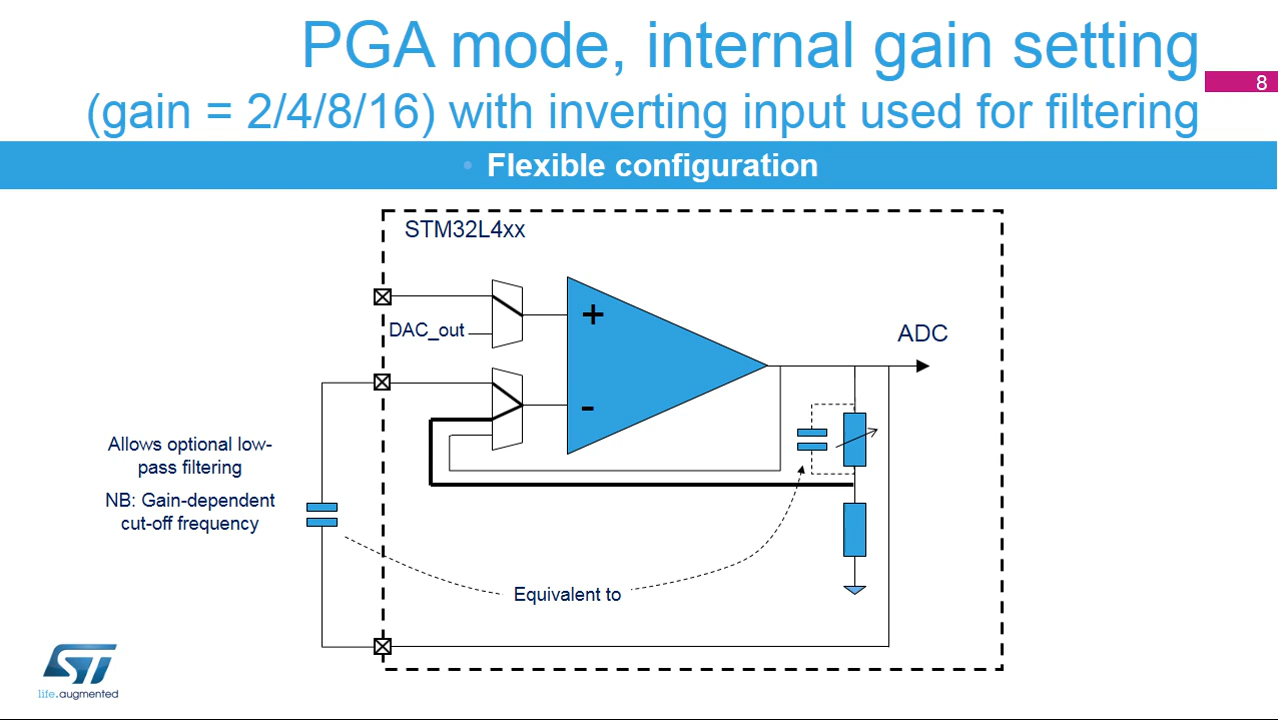 PGA mode, internal gain setting
(gain = 2/4/8/16) with inverting input used for filtering
8
• Flexible configuration
STM32L4xx
DAC_out
+
-
ADC
Allows optional low-
pass filtering
NB: Gain-dependent
cut-off frequency
Equivalent to
ST
life.augmented